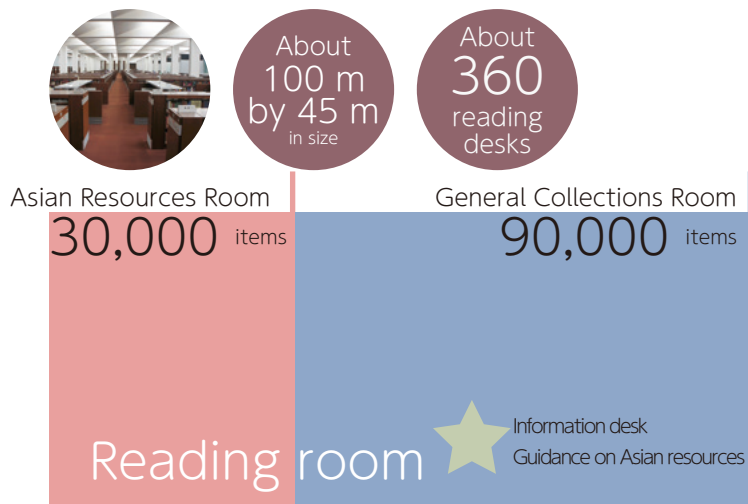 About
100 m
by 45 m
in size
About
360
reading
desks
Asian Resources Room
30,000 items
General Collections Room
90,000 items
Information desk
Guidance on Asian resources
Reading room